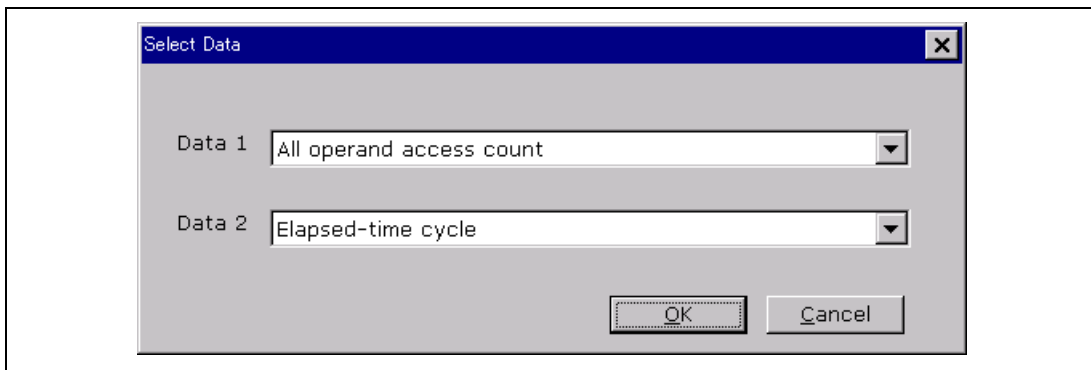 Select Data
Data 1 All operand access count
Data 2 Elapsed-time cycle
OK Cancel